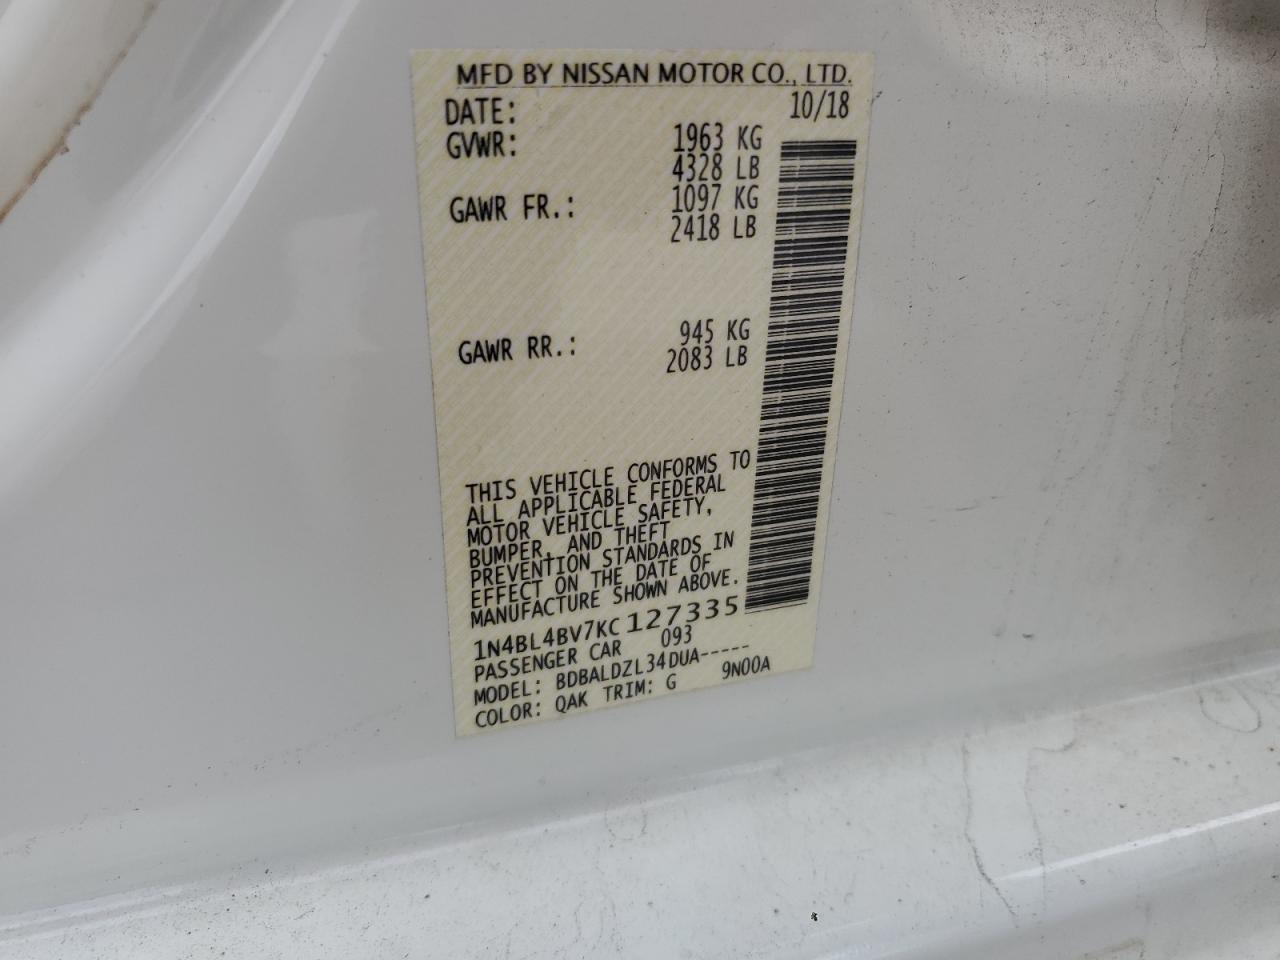 MFD BY NISSAN MOTOR CO., LTD.
DATE: 10/18
GVWR: 1963 KG
4328 LB
GAWR FR.: 1097 KG
2418 LB
GAWR RR.: 945 KG
2083 LB
THIS VEHICLE CONFORMS TO
ALL APPLICABLE FEDERAL
MOTOR VEHICLE SAFETY,
BUMPER, AND THEFT
PREVENTION STANDARDS IN
EFFECT ON THE DATE OF
MANUFACTURE SHOWN ABOVE.
1N4BL4BV7KC127335
PASSENGER CAR 093
MODEL: BDBALDZL34DUA-----
COLOR: QAK TRIM: G 9N00A